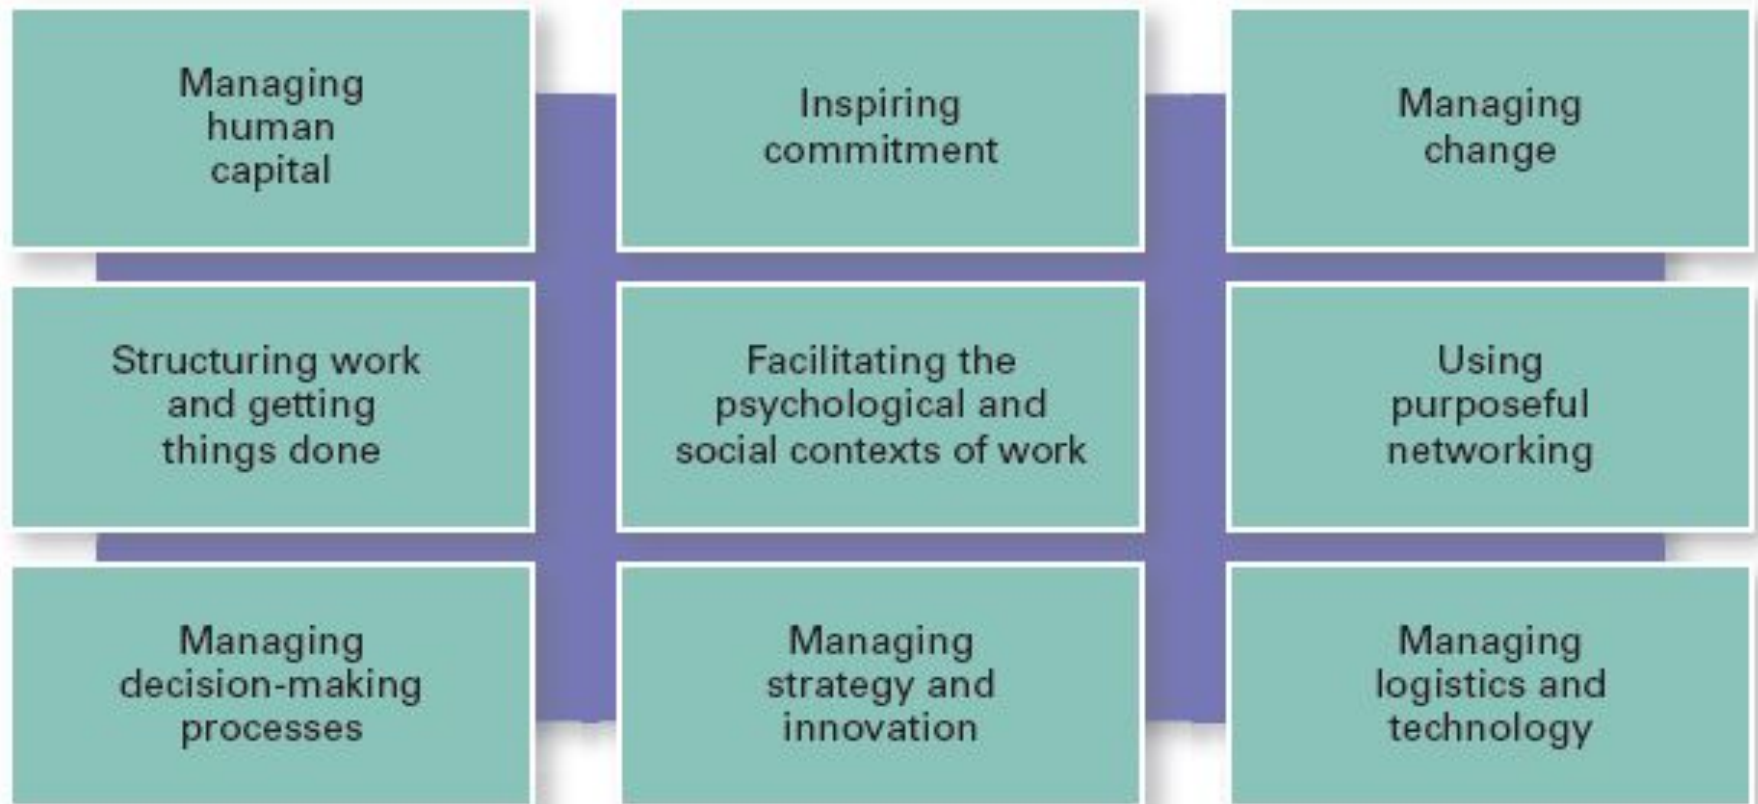 Managing
human
capital
Inspiring
commitment
Managing
change
Structuring work
and getting
things done
Facilitating the
psychological and
social contexts of work
Using
purposeful
networking
Managing
decision-making
processes
Managing
strategy and
innovation
Managing
logistics and
technology